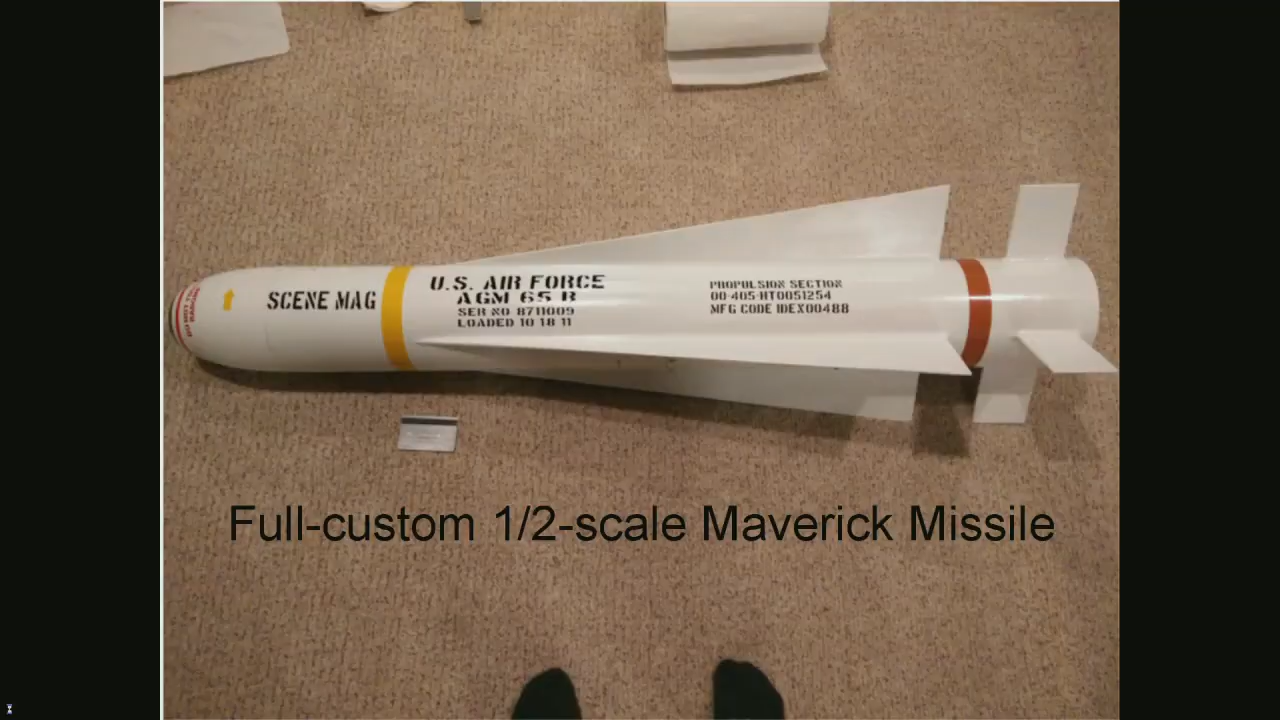 SCENE MAG
U.S. AIR FORCE
AGM 65 B
SER NO 8711009
LOADED 10 18 11
PROPULSION SECTION
00-405-HT0051254
MFG CODE IDEX00488
Full-custom 1/2-scale Maverick Missile